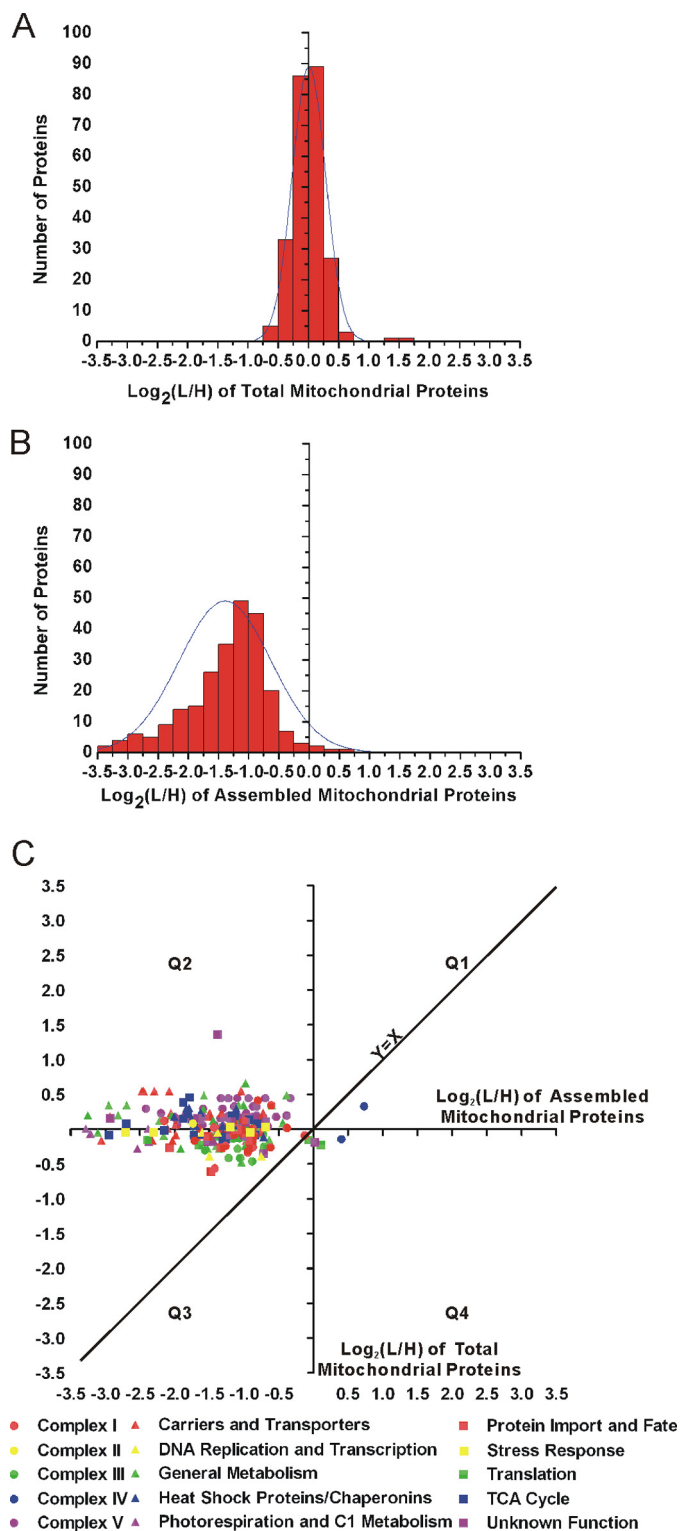 A
100
90
80
70
60
50
40
30
20
10
0
Number of Proteins
-3.5-3.0-2.5-2.0-1.5-1.0-0.5 0.0 0.5 1.0 1.5 2.0 2.5 3.0 3.5
Log2(L/H) of Total Mitochondrial Proteins
B
100
90
80
70
60
50
40
30
20
10
0
Number of Proteins
-3.5-3.0-2.5-2.0-1.5-1.0-0.5 0.0 0.5 1.0 1.5 2.0 2.5 3.0 3.5
Log2(L/H) of Assembled Mitochondrial Proteins
C
3.5
3.0
2.5
2.0
1.5
1.0
0.5
0.0
-0.5
-1.0
-1.5
-2.0
-2.5
-3.0
-3.5
Q2
Q1
Y=X
Log2(L/H) of Assembled
Mitochondrial Proteins
Q3
Q4
Log2(L/H) of Total
Mitochondrial Proteins
-3.5 -3.0 -2.5 -2.0 -1.5 -1.0 -0.5 0.5 1.0 1.5 2.0 2.5 3.0 3.5
Complex I Carriers and Transporters Protein Import and Fate
Complex II DNA Replication and Transcription Stress Response
Complex III General Metabolism Translation
Complex IV Heat Shock Proteins/Chaperonins TCA Cycle
Complex V Photorespiration and C1 Metabolism Unknown Function